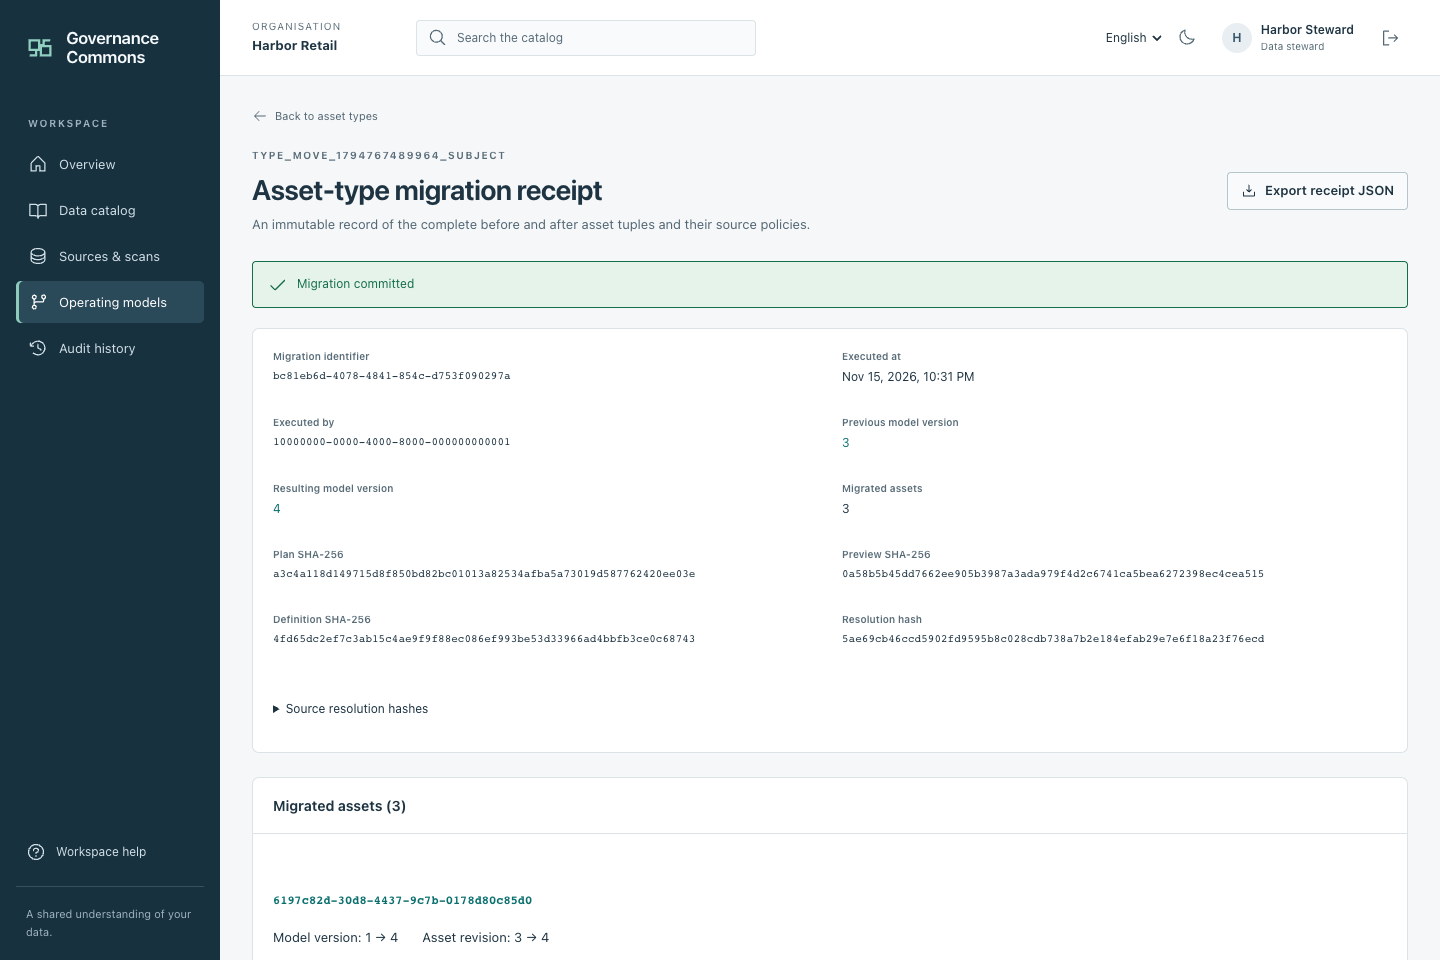 Governance
Commons
WORKSPACE
Overview
Data catalog
Sources & scans
Operating models
Audit history
Workspace help
A shared understanding of your
data.
ORGANISATION
Harbor Retail
Search the catalog
English
H
Harbor Steward
Data steward
Back to asset types
TYPE_MOVE_1794767489964_SUBJECT
Asset-type migration receipt
Export receipt JSON
An immutable record of the complete before and after asset tuples and their source policies.
Migration committed
Migration identifier
bc81eb6d-4078-4841-854c-d753f090297a
Executed at
Nov 15, 2026, 10:31 PM
Executed by
10000000-0000-4000-8000-000000000001
Previous model version
3
Resulting model version
4
Migrated assets
3
Plan SHA-256
a3c4a118d149715d8f850bd82bc01013a82534afba5a73019d587762420ee03e
Preview SHA-256
0a58b5b45dd7662ee905b3987a3ada979f4d2c6741ca5bea6272398ec4cea515
Definition SHA-256
4fd65dc2ef7c3ab15c4ae9f9f88ec086ef993be53d33966ad4bbfb3ce0c68743
Resolution hash
5ae69cb46ccd5902fd9595b8c028cdb738a7b2e184efab29e7e6f18a23f76ecd
Source resolution hashes
Migrated assets (3)
6197c82d-30d8-4437-9c7b-0178d80c85d0
Model version: 1 → 4 Asset revision: 3 → 4